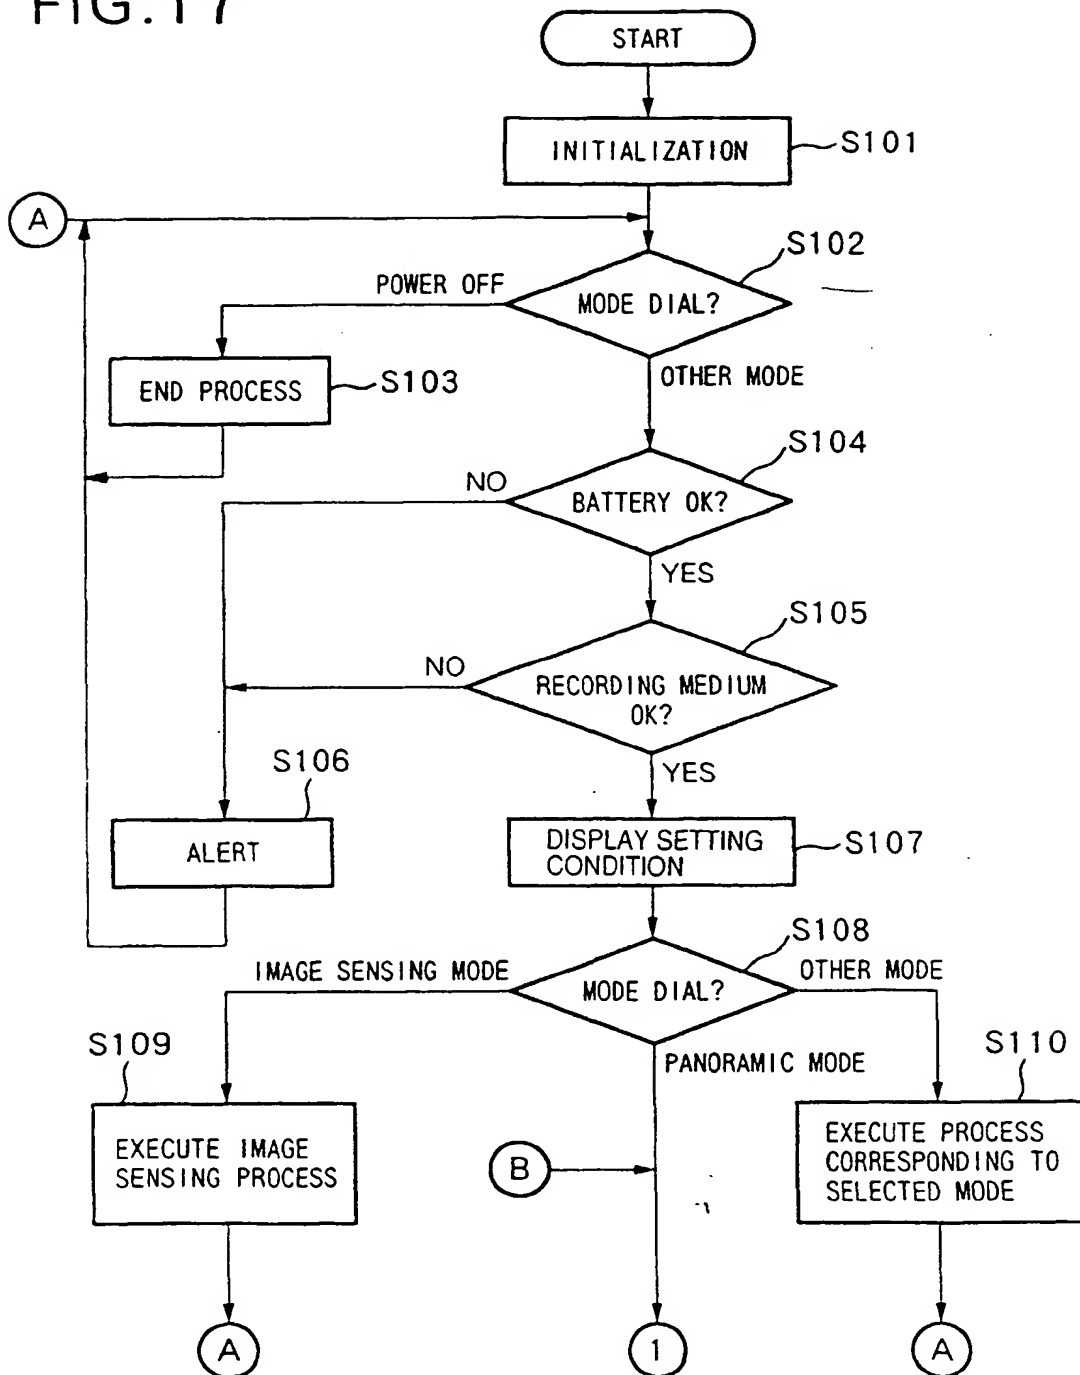 FIG.17
START
INITIALIZATION
S101
A
S102
POWER OFF
MODE DIAL?
END PROCESS
S103
OTHER MODE
S104
NO
BATTERY OK?
YES
S105
NO
RECORDING MEDIUM
OK?
S106
YES
ALERT
DISPLAY SETTING
CONDITION
S107
S108
IMAGE SENSING MODE
MODE DIAL?
OTHER MODE
S109
PANORAMIC MODE
S110
EXECUTE IMAGE
SENSING PROCESS
B
EXECUTE PROCESS
CORRESPONDING TO
SELECTED MODE
A
1
A